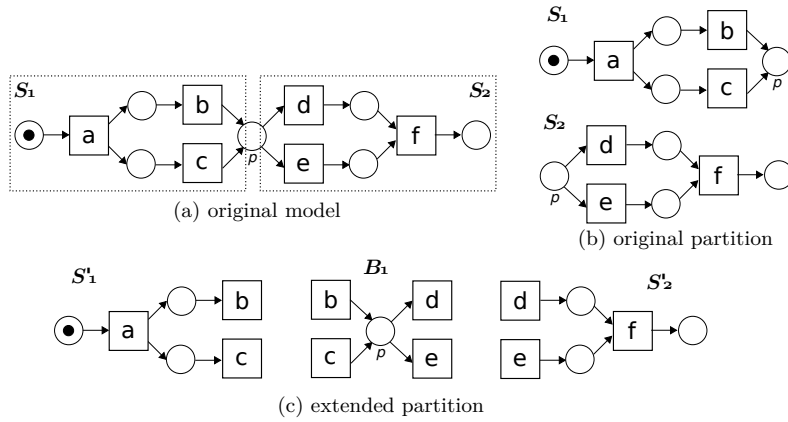 S₁ S₂
a b c p d e f
(a) original model
S₁
a b c p
S₂
p d e f
(b) original partition
S'₁ B₁ S'₂
a b c
b c p d e
d e f
(c) extended partition